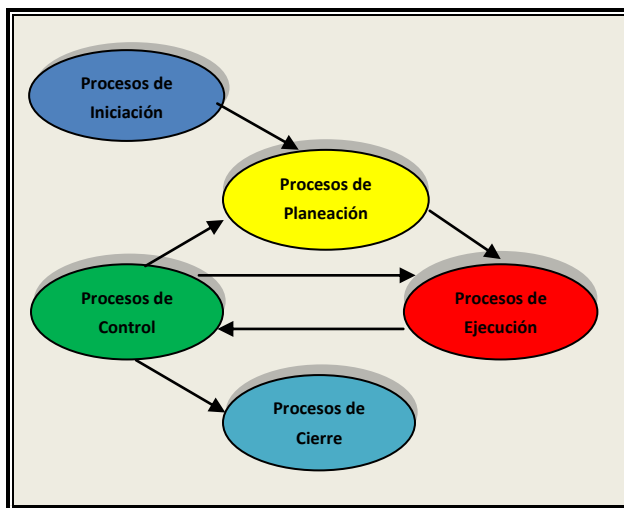 Procesos de
Iniciación
Procesos de
Planeación
Procesos de
Control
Procesos de
Ejecución
Procesos de
Cierre